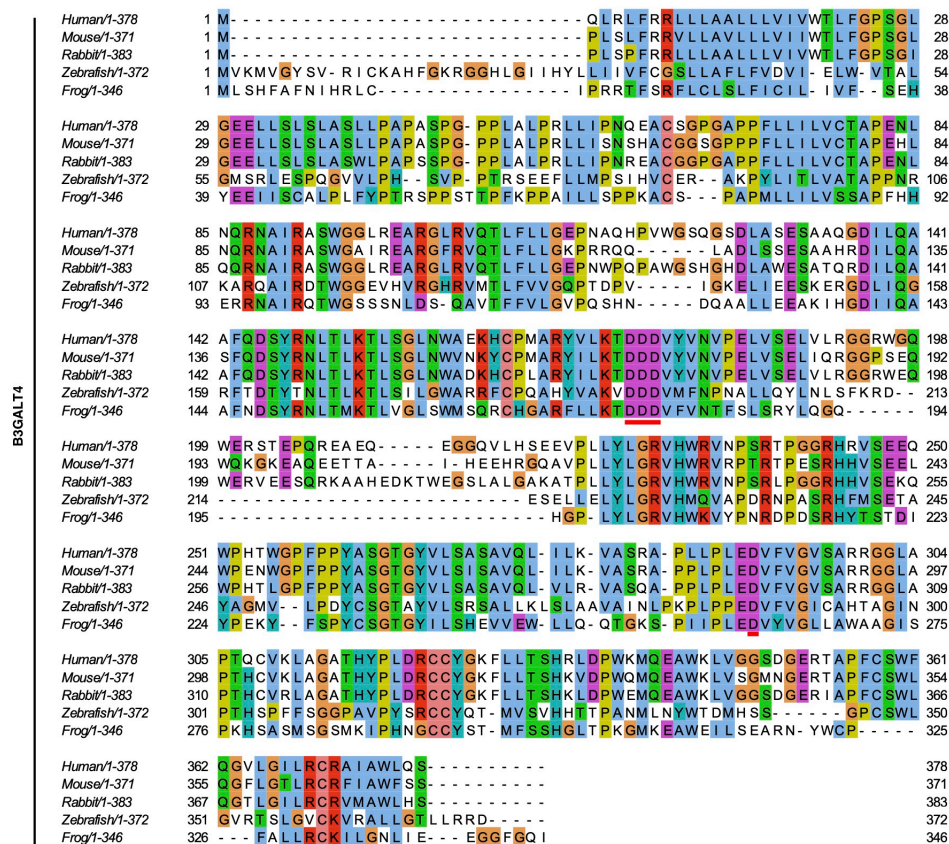 Human/1-378 1 M-----------------------------QLRLFRRLLLAALLLVIVWTLFGPSGL 28
Mouse/1-371 1 M-----------------------------PLSLFRRVLLAVLLLVIIWTLFGPSGL 28
Rabbit/1-383 1 M-----------------------------PLSPFRRLLLAALLLVIVWTLFGPSGL 28
Zebrafish/1-372 1 MVKMVGYSV-RICKAHFGKRGGHLGIIHYLLIIVFCGSLLAFLFVDVI-ELW-VTAL 54
Frog/1-346 1 MLSHFAFNIHRLC----------------IPRRTFSRFLCLSLFICIL-IVF--SEH 38
Human/1-378 29 GEELLSLSLASLLPAPASPG-PPLALPRLLIPNQEACSGPGAPPFLLILVCTAPENL 84
Mouse/1-371 29 GEELLSLSLASLLPAPASPG-PPLALPRLLISNSHACGGSGPPPFLLILVCTAPEHL 84
Rabbit/1-383 29 GEELLSLSLASWLPAPSSPG-PPLALPRLLIPNREACGGPGAPPFLLILVCTAPENL 84
Zebrafish/1-372 55 GMSRLESPQGVVLPH--SVP-PTRSEEFLLMPSIHVCER--AKPYLITLVATAPPNR 106
Frog/1-346 39 YEEIISCALPLFYPTRSPPSTTPFKPPAILLSPPKACS---PAPMLLILVSSAPFHH 92
Human/1-378 85 NQRNAIRASWGGLREARGLRVQTLFLLGEPNAQHPVWGSQGSDLASESAAQGDILQA 141
Mouse/1-371 85 NQRNAIRASWGAIREARGFRVQTLFLLGKPRRQQ------LADLSSESAAHRDILQA 135
Rabbit/1-383 85 QQRNAIRASWGGLREARGLRVQTLFLLGEPNWPQPAWGSHGHDLAWESATQRDILQA 141
Zebrafish/1-372 107 KARQAIRDTWGGEVHVRGHRVMTLFVVGQPTDPV-----IGKELIEESKERGDLIQG 158
Frog/1-346 93 ERRNAIRQTWGSSSNLDS-QAVTFFVLGVPQSHN-----DQAALLEEAKIHGDIIQA 143
Human/1-378 142 AFQDSYRNLTLKTLSGLNWAEKHCPMARYVLKTDDDVYVNVPELVSELVLRGGRWGQ 198
Mouse/1-371 136 SFQDSYRNLTLKTLSGLNWVNKYCPMARYILKTDDDVYVNVPELVSELIQRGGPSEQ 192
Rabbit/1-383 142 AFQDSYRNLTLKTLSGLNWADKHCPLARYILKTDDDVYVNVPELVSELVLRGGRWEQ 198
Zebrafish/1-372 159 RFTDTYTNLTLKTLSILGWARRFCPQAHYVAKVDDDVMFNPNALLQYLNLSFKRD-- 213
Frog/1-346 144 AFNDSYRNLTMKTLVGLSWMSQRCHGARFLLKTDDDVFVNTFSLSRYLQGQ------ 194
Human/1-378 199 WERSTEPQREAEQ-----EGGQVLHSEEVPLLYLGRVHWRVNPSRTPGGRHRVSEEQ 250
Mouse/1-371 193 WQKGKEAQEETTA-----I-HEEHRGQAVPLLYLGRVHWRVRPTRTPESRHHVSEEL 243
Rabbit/1-383 199 WERVEESQRKAAHEDKTWEGSLALGAKATPLLYLGRVHWRVNPSRLPGGRHHVSEKQ 255
Zebrafish/1-372 214 -------------------------ESELLELYLGRVHMQVAPDRNPASRHFMSETA 245
Frog/1-346 195 ---------------------------HGP-LYLGRVHWKVYPNRDPDSRHYTSTDI 223
Human/1-378 251 WPHTWGPFPPYASGTGYVLSASAVQL-ILK-VASRA-PLLPLEDVFVGVSARRGGLA 304
Mouse/1-371 244 WPENWGPFPPYASGTGYVLSISAVQL-ILK-VASRA-PPLPLEDVFVGVSARRGGLA 297
Rabbit/1-383 256 WPHTLGPFPPYASGTGYVLSASAVQL-VLR-VASQA-PPLPLEDVFVGVSARRGGLA 309
Zebrafish/1-372 246 YAGMV--LPDYCSGTAYVLSRSALLKLSLAAVAINLPKPLPPEDVFVGICAHTAGIN 300
Frog/1-346 224 YPEKY--FPSYCSGTGYILSHEVVEW-LLQ-QTGKS-PIIPLEDVYVGLLAWAAGIS 275
Human/1-378 305 PTQCVKLAGATHYPLDRCCYGKFLLTSHRLDPWKMQEAWKLVGGSDGERTAPFCSWF 361
Mouse/1-371 298 PTHCVKLAGATHYPLDRCCYGKFLLTSHKVDPWQMQEAWKLVSGMNGERTAPFCSWL 354
Rabbit/1-383 310 PTHCVRLAGATHYPLDRCCYGKFLLTSHKLDPWEMQEAWKLVGGSDGERIAPFCSWL 366
Zebrafish/1-372 301 PTHSPFFSGGPAVPYSRCCYQT-MVSVHHTTPANMLNYWTDMHSS------GPCSWL 350
Frog/1-346 276 PKHSASMSGSMKIPHNGCCYST-MFSSHGLTPKGMKEAWEILSEARN-YWCP----- 325
Human/1-378 362 QGVLGILRCRAIAWLQS---------- 378
Mouse/1-371 355 QGFLGTLRCRFIAWFSS---------- 371
Rabbit/1-383 367 QGTLGILRCRVMAWLHS---------- 383
Zebrafish/1-372 351 GVRTSLGVCKVRALLGTLLRRD----- 372
Frog/1-346 326 ---FALLRCKILGNLIE---EGGFGQI 346
B3GALT4